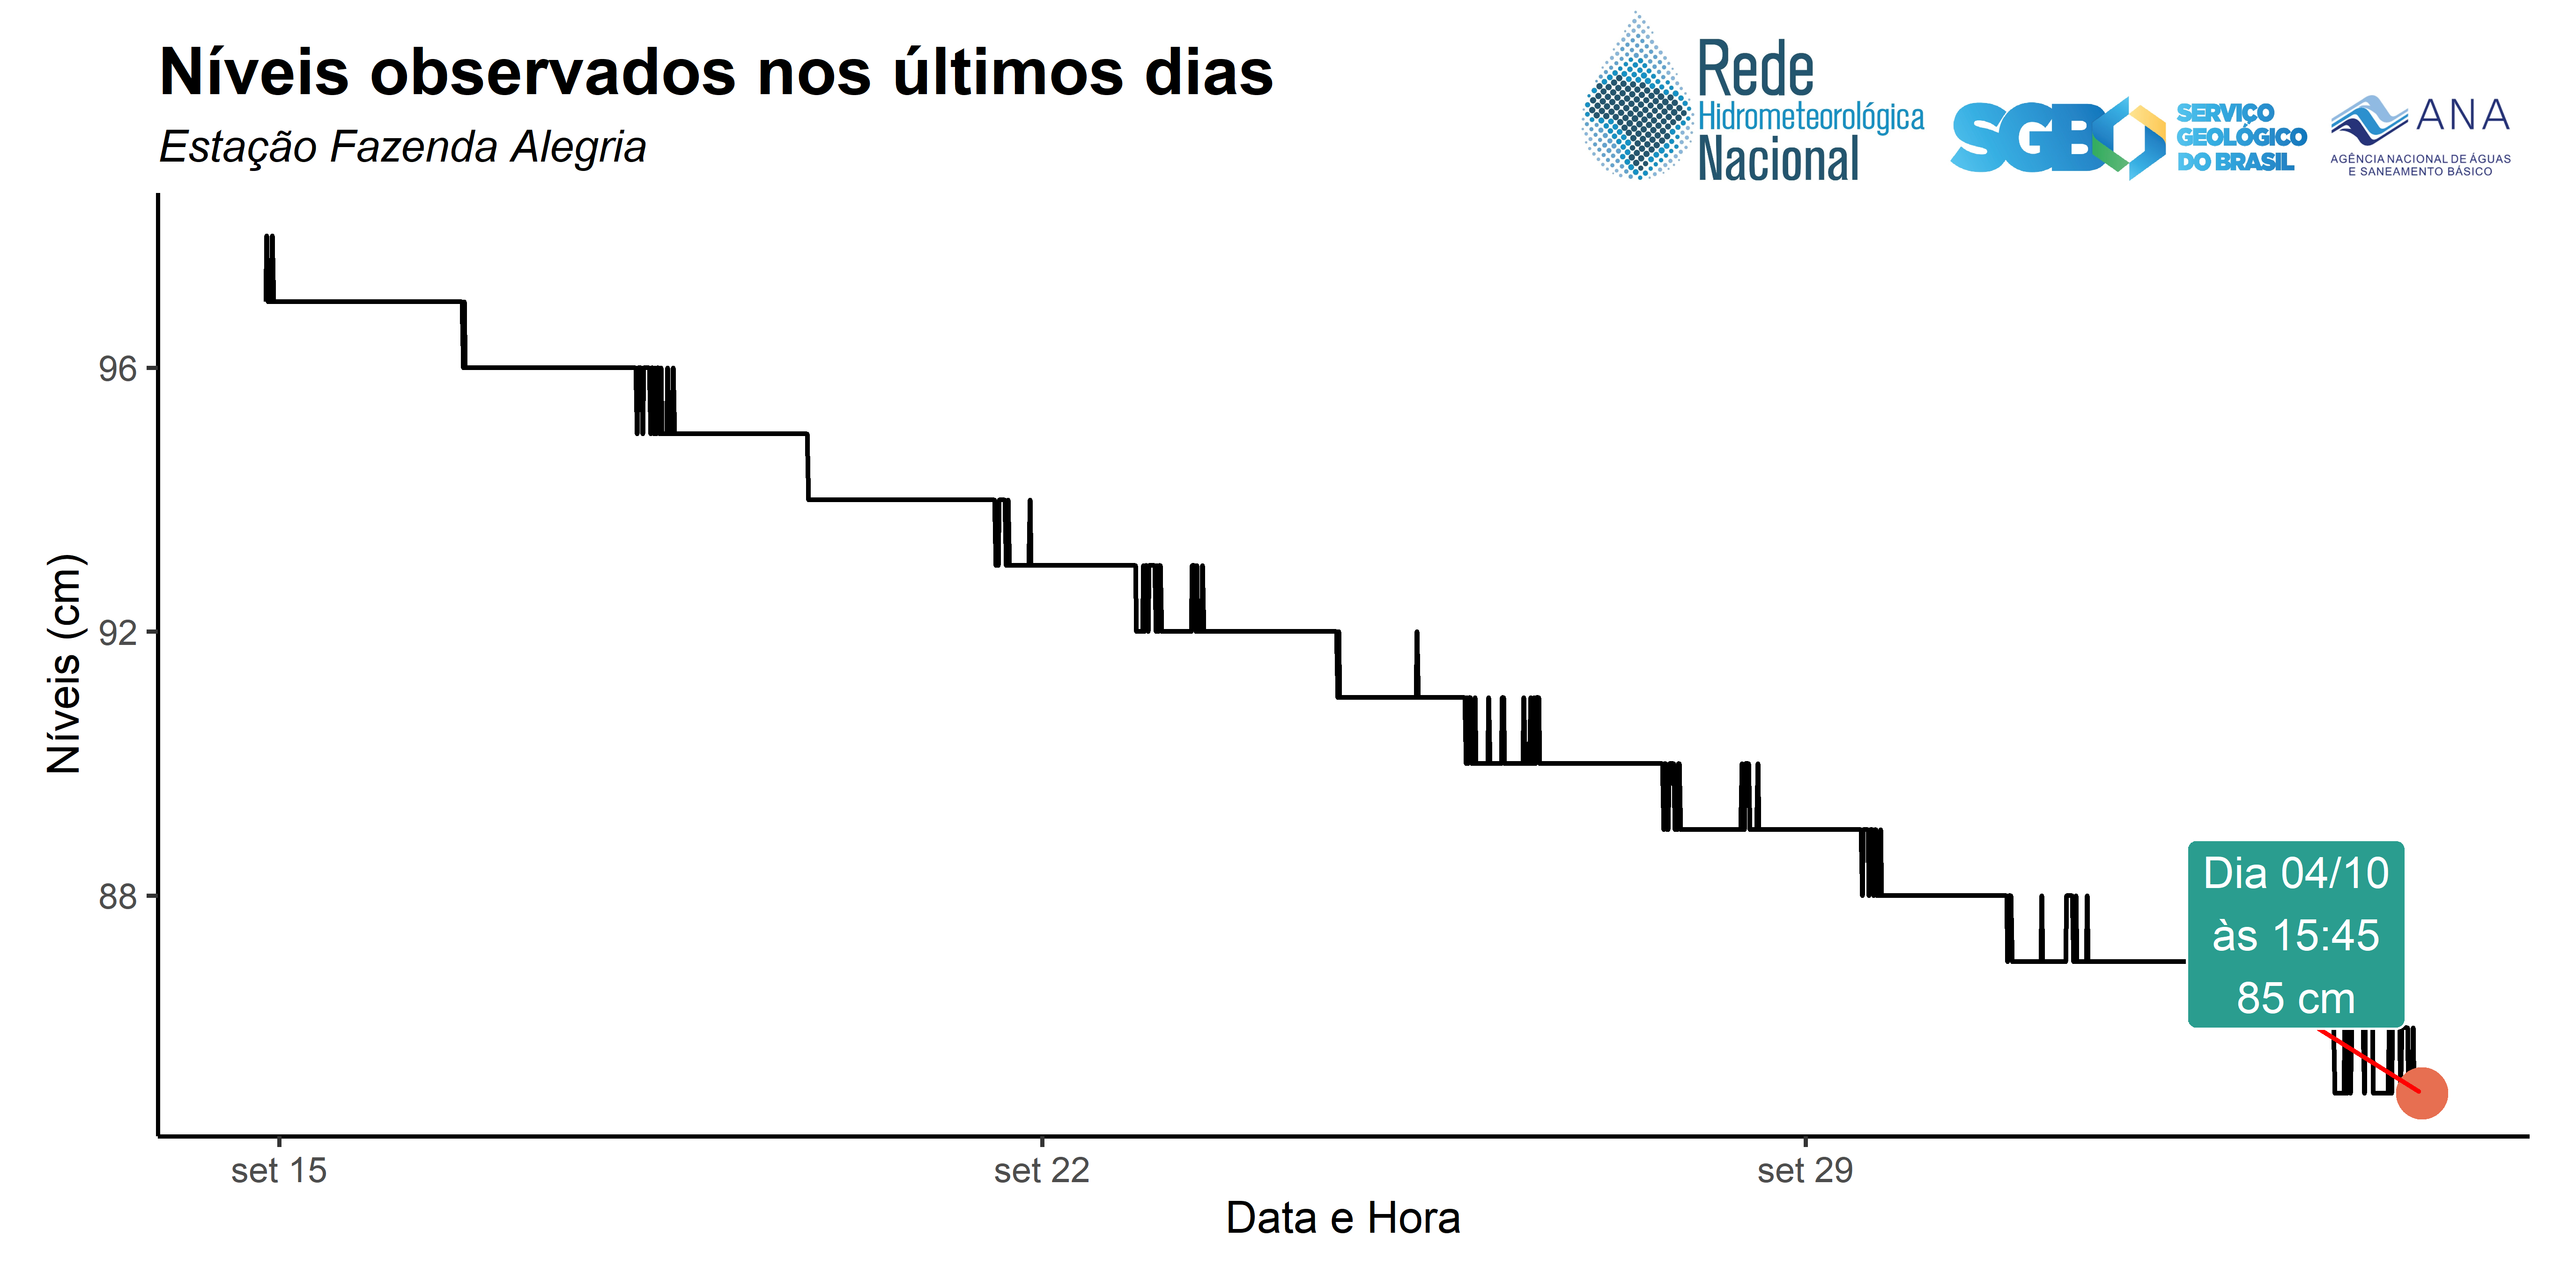 Níveis observados nos últimos dias
Estação Fazenda Alegria
Rede
Hidrometeorológica
Nacional
SGB
SERVIÇO
GEOLÓGICO
DO BRASIL
ANA
AGÊNCIA NACIONAL DE ÁGUAS
E SANEAMENTO BÁSICO
Níveis (cm)
96
92
88
Dia 04/10
às 15:45
85 cm
set 15
set 22
set 29
Data e Hora